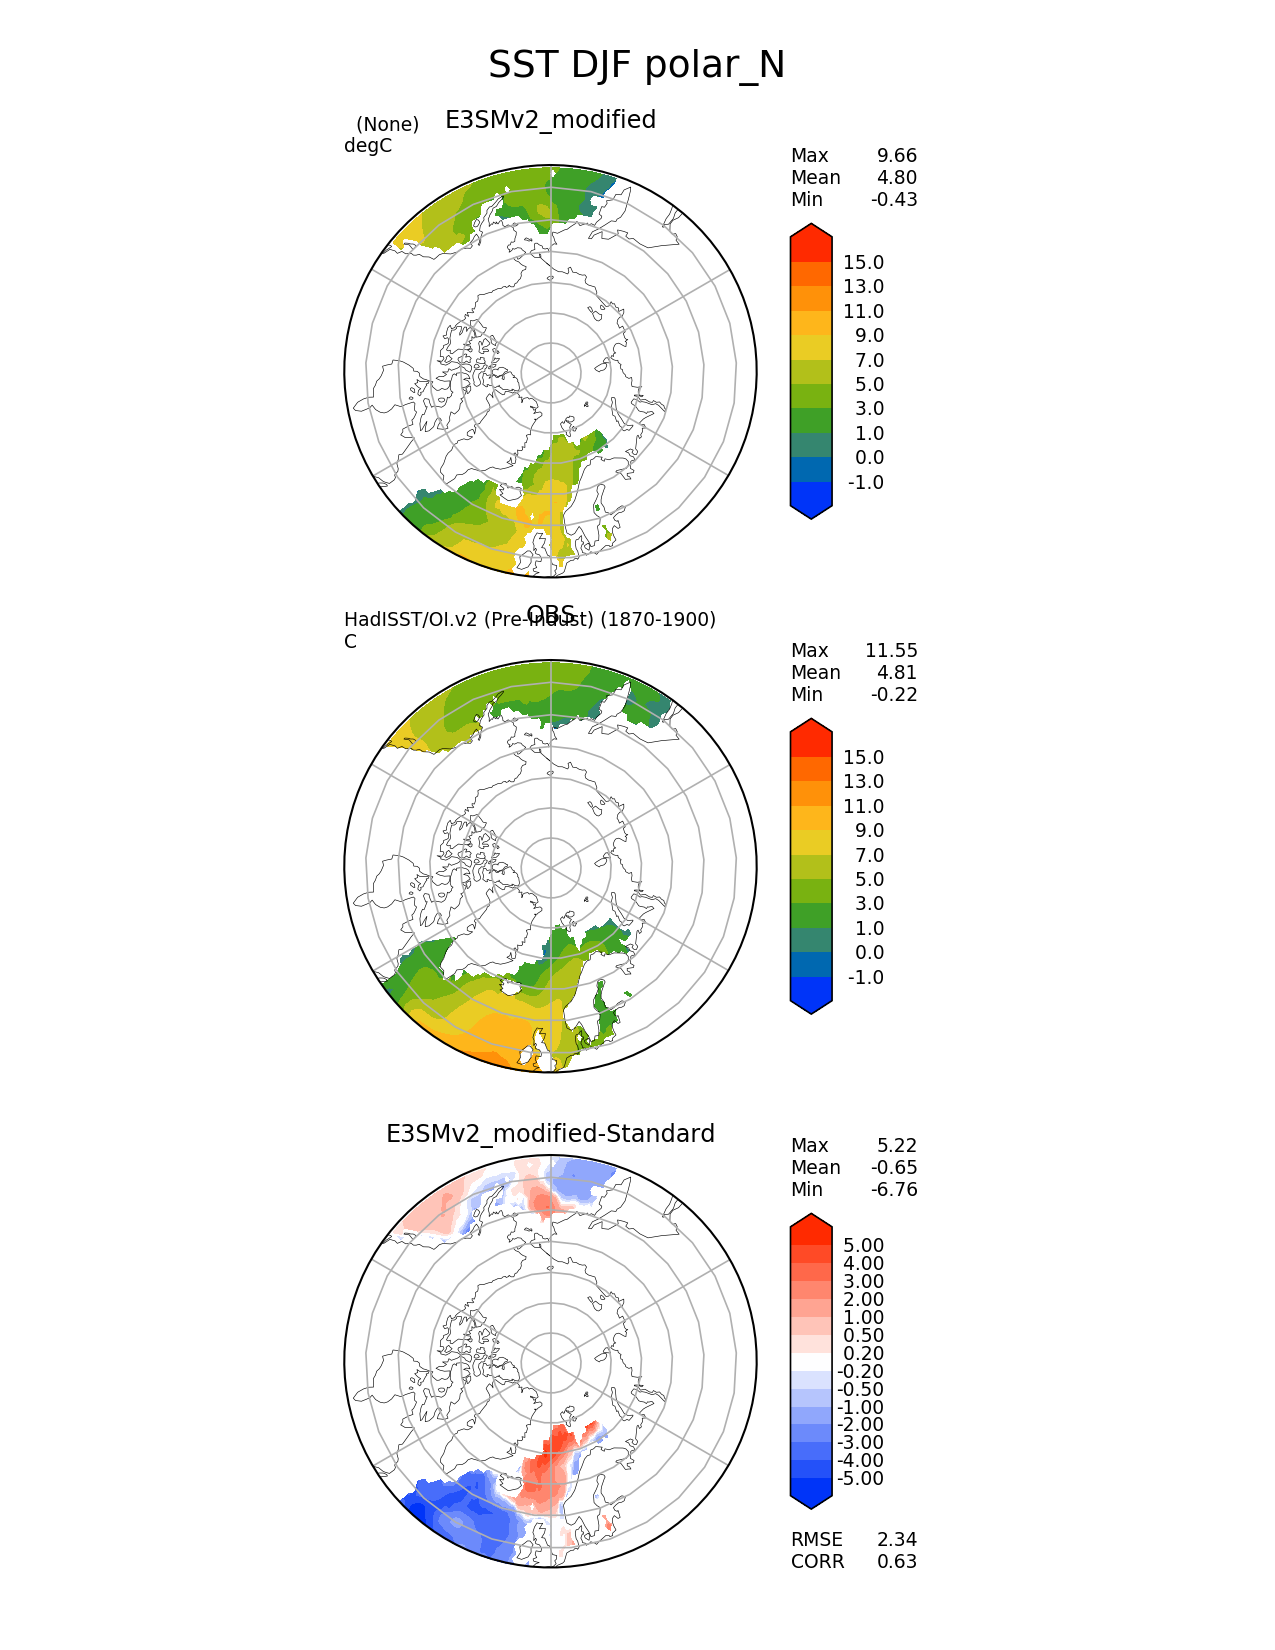 SST DJF polar_N
E3SMv2_modified
(None)
degC
Max 9.66
Mean 4.80
Min -0.43
15.0
13.0
11.0
9.0
7.0
5.0
3.0
1.0
0.0
-1.0
OBS
HadISST/OI.v2 (Pre-Indust) (1870-1900)
C
Max 11.55
Mean 4.81
Min -0.22
15.0
13.0
11.0
9.0
7.0
5.0
3.0
1.0
0.0
-1.0
E3SMv2_modified-Standard
Max 5.22
Mean -0.65
Min -6.76
5.00
4.00
3.00
2.00
1.00
0.50
0.20
-0.20
-0.50
-1.00
-2.00
-3.00
-4.00
-5.00
RMSE 2.34
CORR 0.63